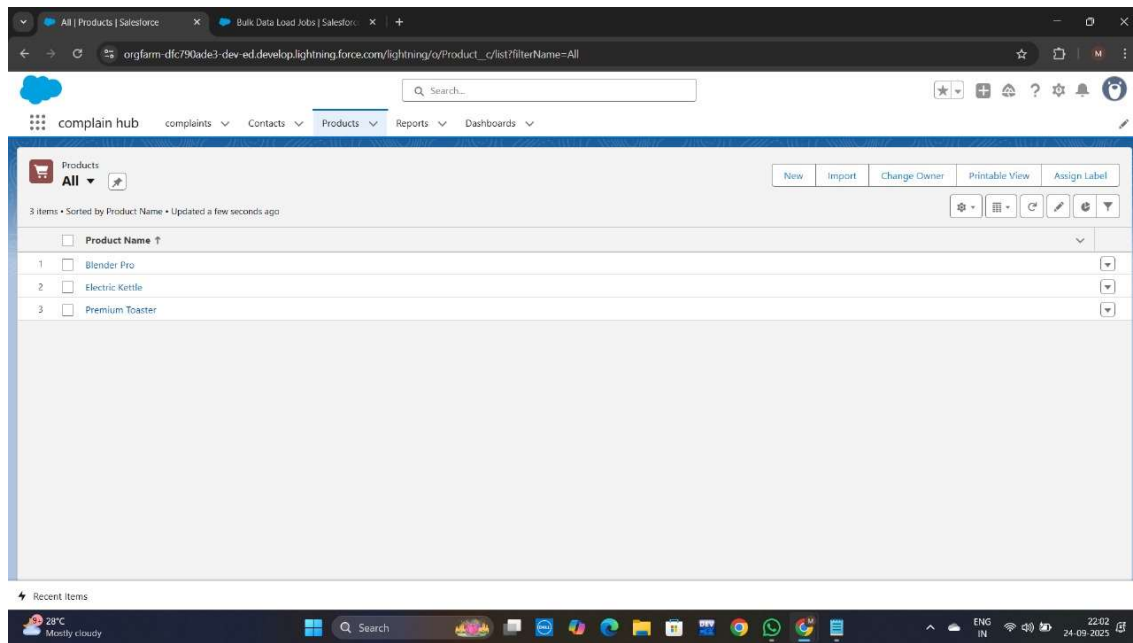 All | Products | Salesforce
Bulk Data Load Jobs | Salesforc
orgfarm-dfc790ade3-dev-ed.develop.lightning.force.com/lightning/o/Product__c/list?filterName=All
M
Search...
complain hub complaints Contacts Products Reports Dashboards
Products
All
New Import Change Owner Printable View Assign Label
3 items • Sorted by Product Name • Updated a few seconds ago
Product Name ↑
1 Blender Pro
2 Electric Kettle
3 Premium Toaster
Recent Items
28°C
Mostly cloudy
Search
ENG
IN
22:02
24-09-2025